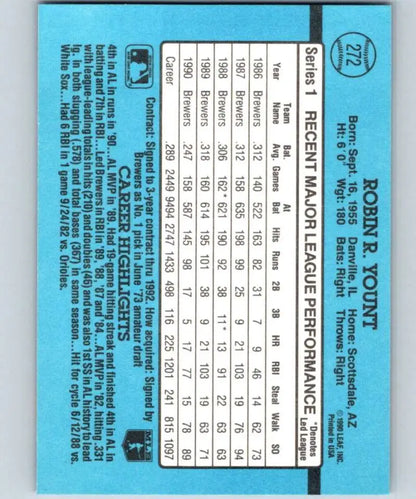 272
ROBIN R. YOUNT
Born: Sept. 16, 1955 Danville, IL Home: Scottsdale, AZ
Ht: 6' 0" Wgt: 180 Bats: Right Throws: Right
©1990 LEAF, INC.
Printed in USA
Series 1 RECENT MAJOR LEAGUE PERFORMANCE *Denotes
Led League
Team Bat. At
Year Name Avg. Games Bat Hits Runs 2B 3B HR RBI Steal Walk SO
1986 Brewers .312 140 522 163 82 31 7 9 46 14 62 73
1987 Brewers .312 158 635 198 99 25 9 21 103 19 76 94
1988 Brewers .306 162* 621 190 92 38 11* 13 91 22 63 63
1989 Brewers .318 160 614 195 101 38 9 21 103 19 63 71
1990 Brewers .247 158 587 145 98 17 5 17 77 15 78 89
Career .289 2449 9494 2747 1433 498 116 225 1201 241 815 1097
Contract: Signed to 3-year contract thru 1992. How acquired: Signed by
Brewers as No. 1 pick in June '73 amateur draft
CAREER HIGHLIGHTS
MLBPA
4th in AL in runs in '90...AL MVP in '89...Had 19-game hitting streak and finished 4th in AL in
batting and 7th in RBI...Led Brewers in RBI in '89, '88, '87 and '84...AL MVP in '82, hitting .331
with league-leading totals in hits (210) and doubles (46) and was also 1st SS in AL history to lead
lg. in both slugging (.578) and total bases (367) in same season...Hit for cycle 6/12/88 vs.
White Sox...Had 6 RBI in 1 game 9/24/82 vs. Orioles.